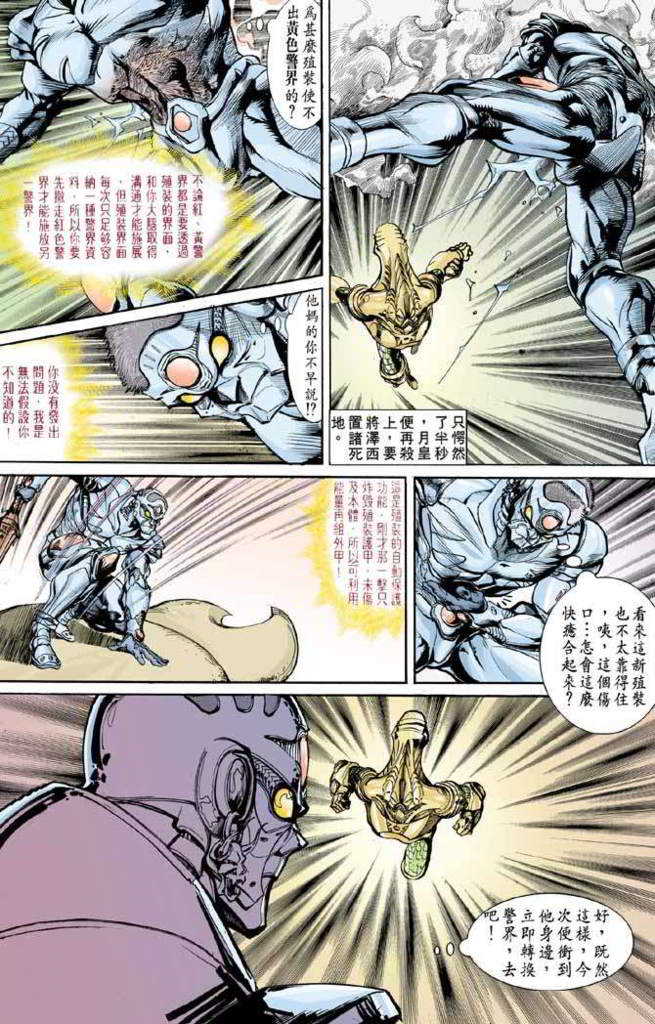 爲甚麼殖裝使不
出黃色警界的？
不論紅、黃警
界都是要透過
殖裝的界面，
和你大腦取得
溝通才能施展
，但殖裝界面
每次只足夠容
納一種警界資
料，所以你要
先撤走紅色警
界才能施放另
一警界！
他媽的你不早說！？
你沒有發出
問題，我是
無法假設你
不知道的！
只愕然
了半秒
，月皇
便再殺
上，要
將澤西
置諸死
地。
這是殖裝的自動保護
功能，剛才那一擊只
炸毀殖裝護甲，未傷
及本體，所以可利用
能量再組外甲！
看來這新殖裝
也不太靠得住
，咦，這個傷
口…怎會這麼
快癒合起來？
好，既然
這樣，今
次便衝到
他身邊，
立即轉換
警界，去
吧！